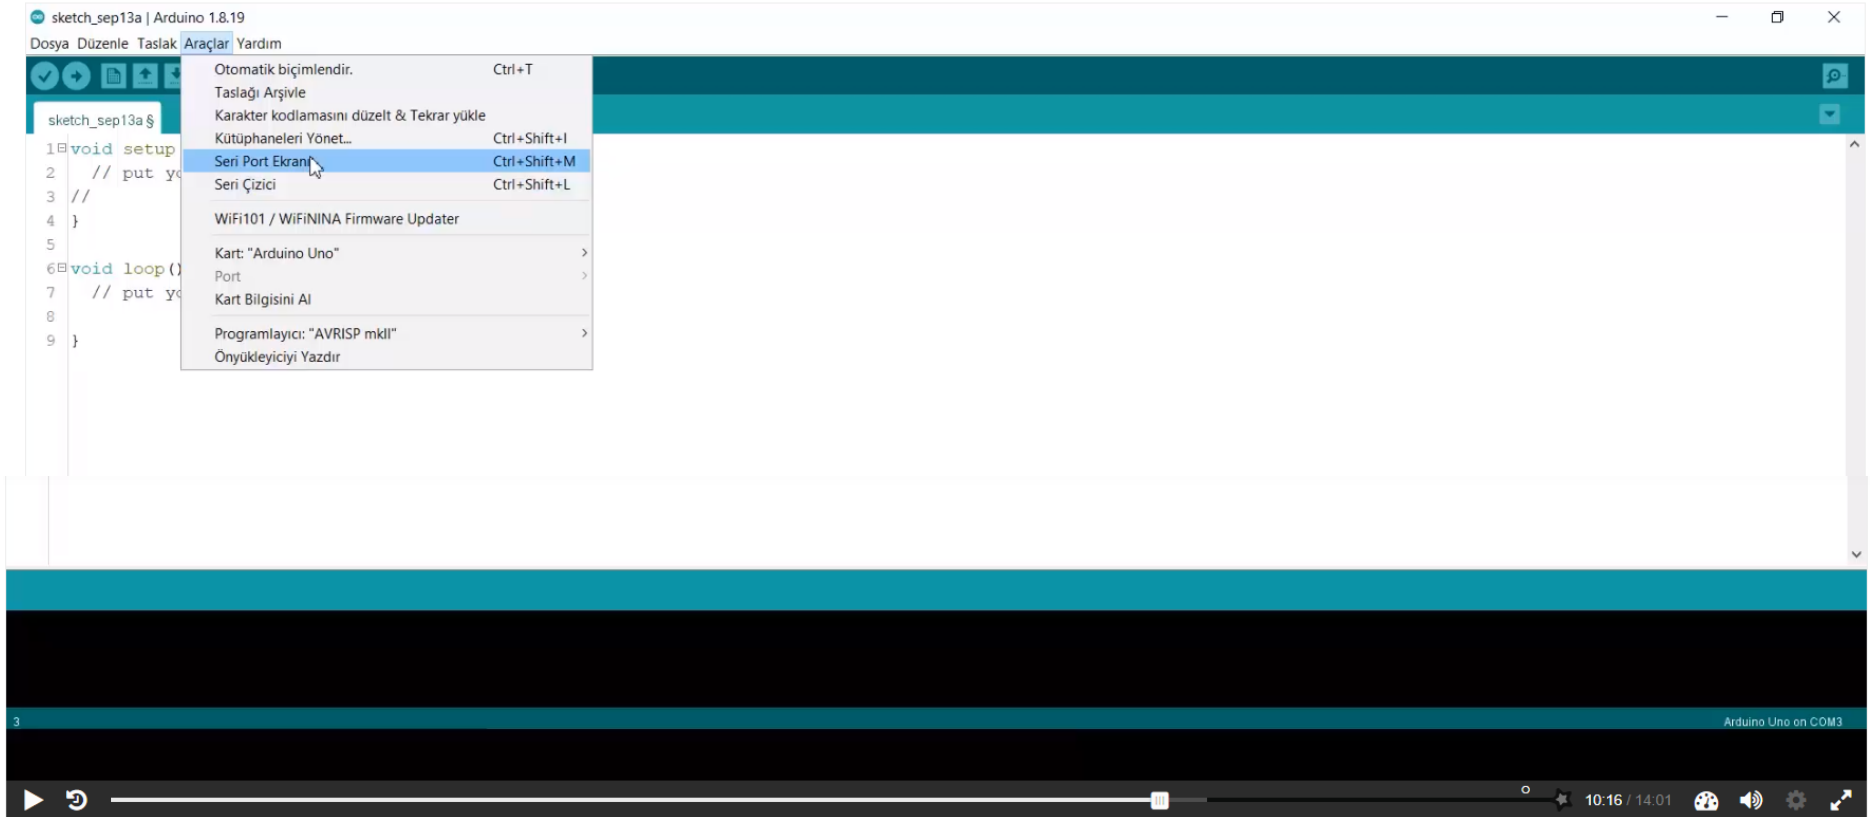 sketch_sep13a | Arduino 1.8.19
Dosya Düzenle Taslak Araçlar Yardım
Otomatik biçimlendir. Ctrl+T
Taslağı Arşivle
Karakter kodlamasını düzelt & Tekrar yükle
Kütüphaneleri Yönet... Ctrl+Shift+I
Seri Port Ekranı Ctrl+Shift+M
Seri Çizici Ctrl+Shift+L
WiFi101 / WiFiNINA Firmware Updater
Kart: "Arduino Uno"
Port
Kart Bilgisini Al
Programlayıcı: "AVRISP mkII"
Önyükleyiciyi Yazdır
sketch_sep13a §
1 void setup
2 // put yo
3 //
4 }
5
6 void loop()
7 // put yo
8
9 }
3 Arduino Uno on COM3
10:16 / 14:01